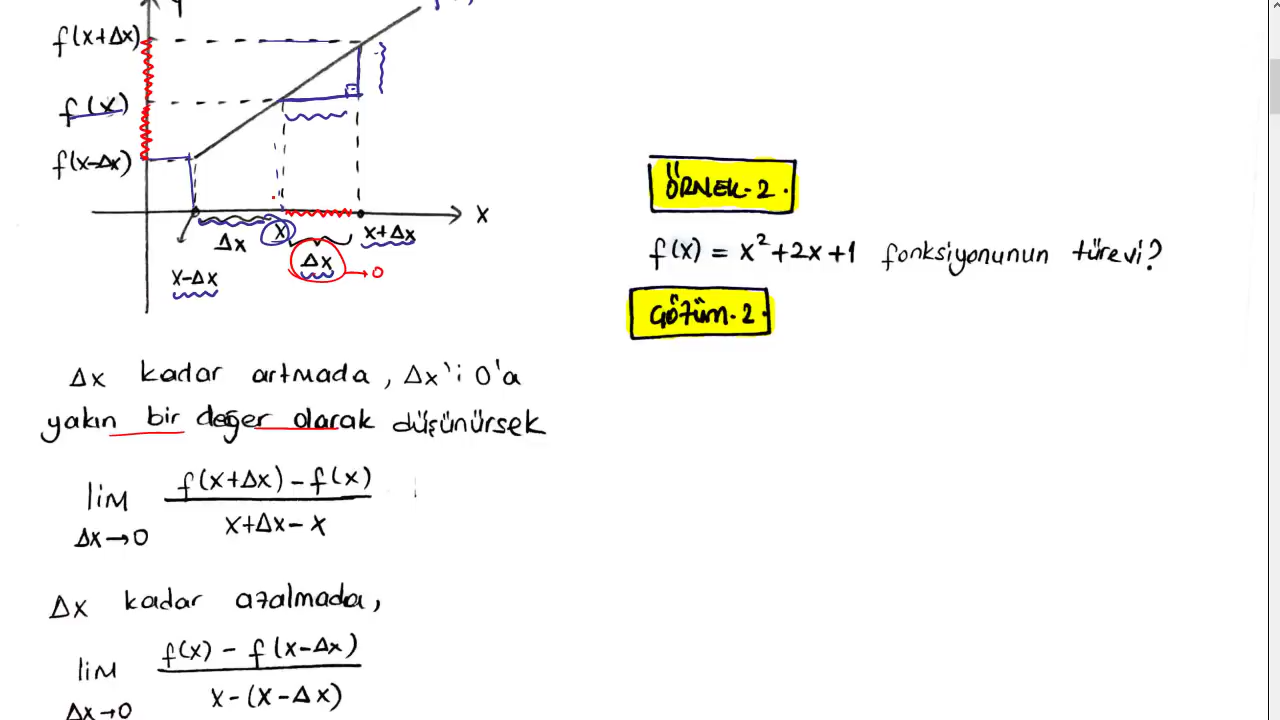 y
f(x+Δx)
f(x)
f(x-Δx)
x
Δx
x
x+Δx
Δx → 0
x-Δx
Δx kadar artmada, Δx'i 0'a
yakın bir değer olarak düşünürsek
lim f(x+Δx) - f(x)
Δx→0 x+Δx-x
Δx kadar azalmada,
lim f(x) - f(x-Δx)
Δx→0 x-(x-Δx)
ÖRNEK-2.
f(x) = x²+2x+1 fonksiyonunun türevi?
ÇÖZÜM-2.